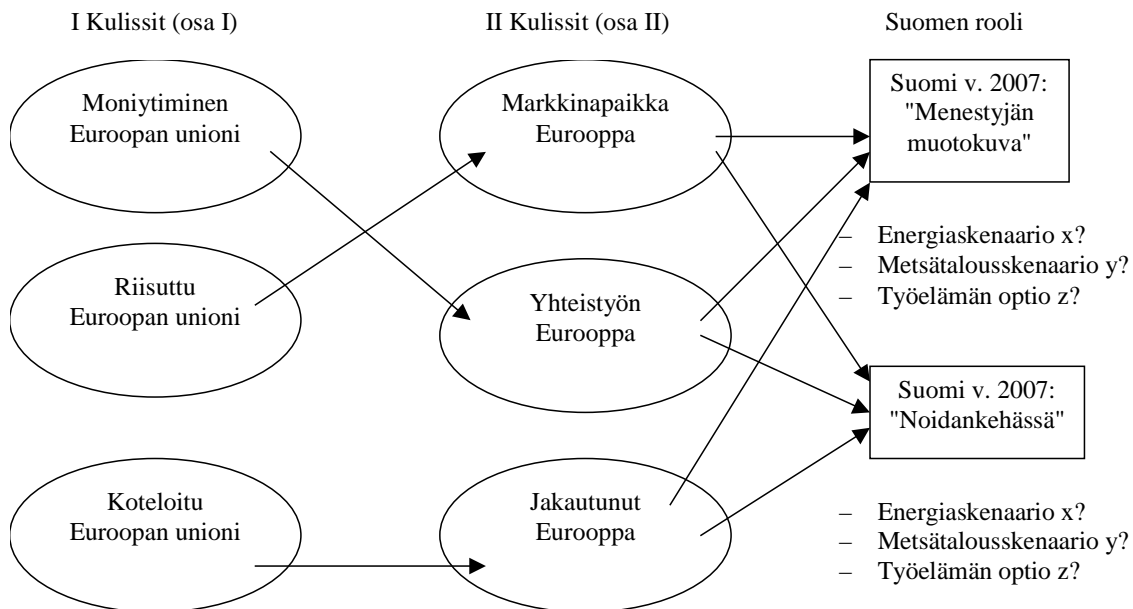 I Kulissit (osa I)
II Kulissit (osa II)
Suomen rooli
Moniytiminen
Euroopan unioni
Markkinapaikka
Eurooppa
Suomi v. 2007:
"Menestyjän
muotokuva"
Riisuttu
Euroopan unioni
Yhteistyön
Eurooppa
– Energiaskenaario x?
– Metsätalousskenaario y?
– Työelämän optio z?
Suomi v. 2007:
"Noidankehässä"
Koteloitu
Euroopan unioni
Jakautunut
Eurooppa
– Energiaskenaario x?
– Metsätalousskenaario y?
– Työelämän optio z?